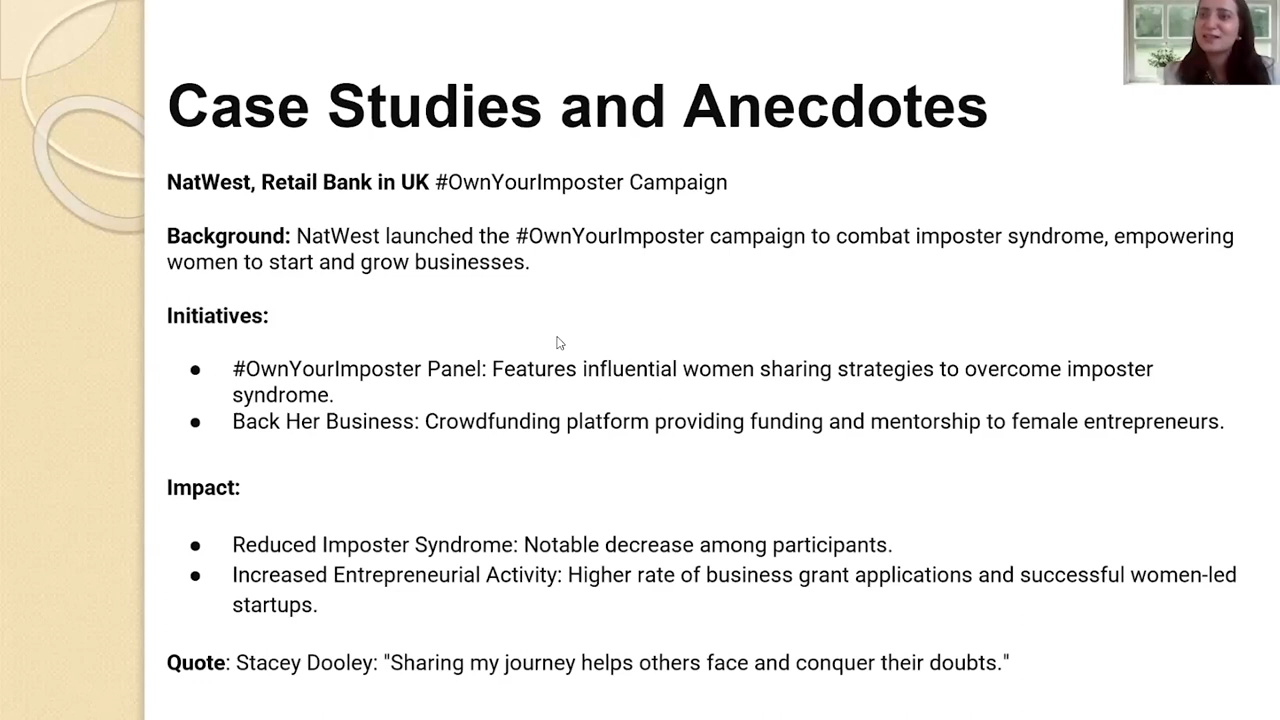 Case Studies and Anecdotes
NatWest, Retail Bank in UK #OwnYourImposter Campaign
Background: NatWest launched the #OwnYourImposter campaign to combat imposter syndrome, empowering
women to start and grow businesses.
Initiatives:
● #OwnYourImposter Panel: Features influential women sharing strategies to overcome imposter
syndrome.
● Back Her Business: Crowdfunding platform providing funding and mentorship to female entrepreneurs.
Impact:
● Reduced Imposter Syndrome: Notable decrease among participants.
● Increased Entrepreneurial Activity: Higher rate of business grant applications and successful women-led
startups.
Quote: Stacey Dooley: "Sharing my journey helps others face and conquer their doubts."